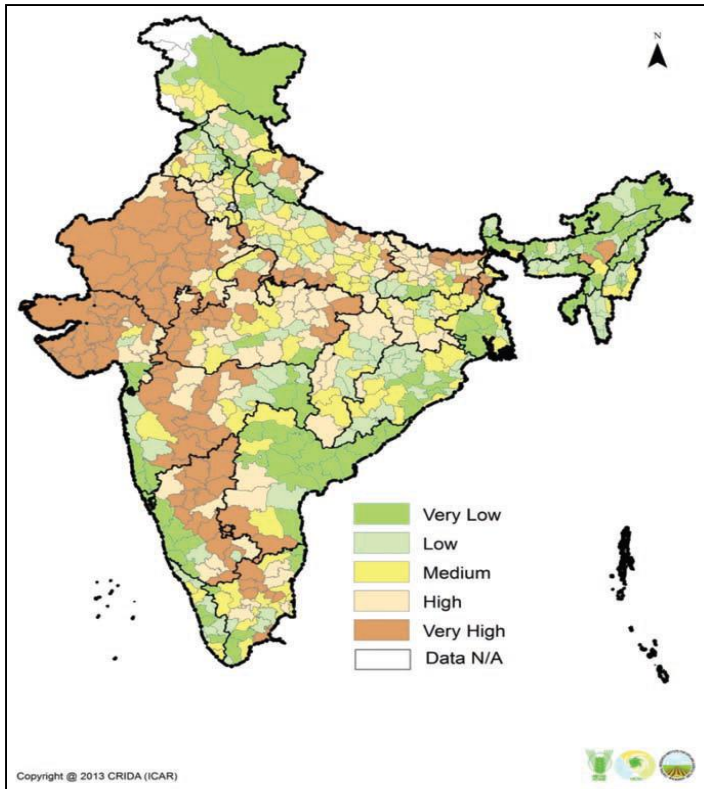 N
Very Low
Low
Medium
High
Very High
Data N/A
Copyright @ 2013 CRIDA (ICAR)